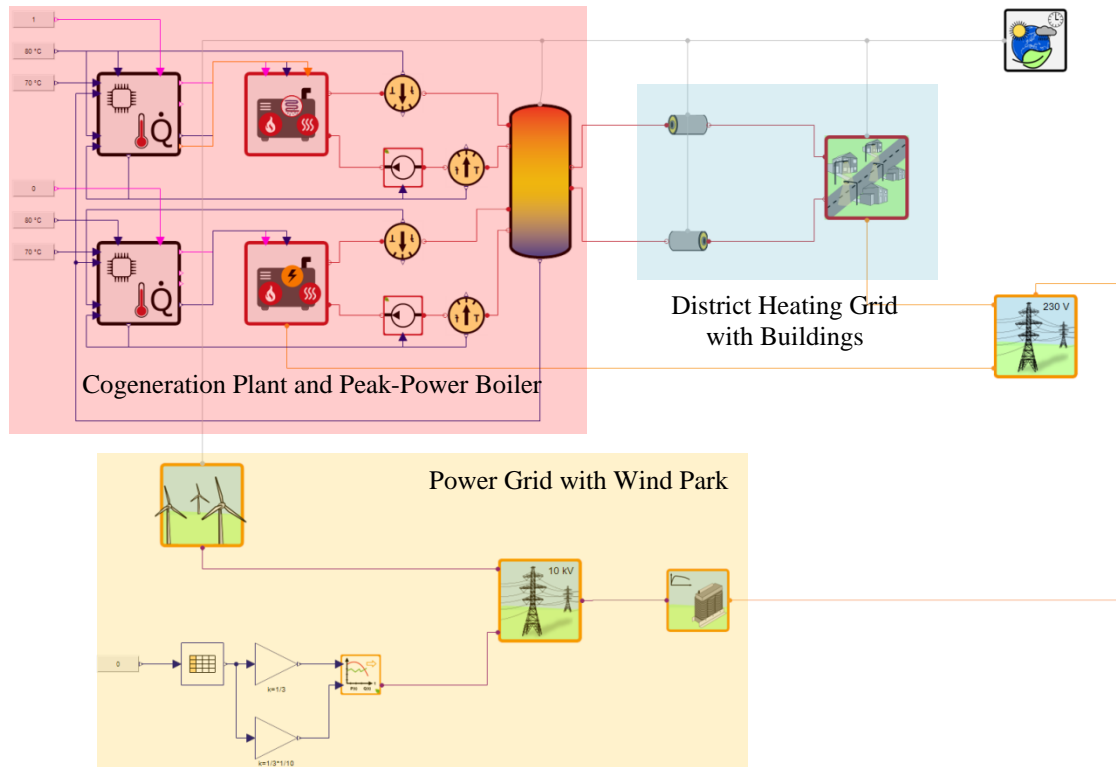 1
80 °C
70 °C
Q̇
0
80 °C
70 °C
Q̇
T
T
T
T
230 V
District Heating Grid
with Buildings
Cogeneration Plant and Peak-Power Boiler
Power Grid with Wind Park
10 kV
0
k=1/3
P(t) Q(t)
k=1/3*1/10